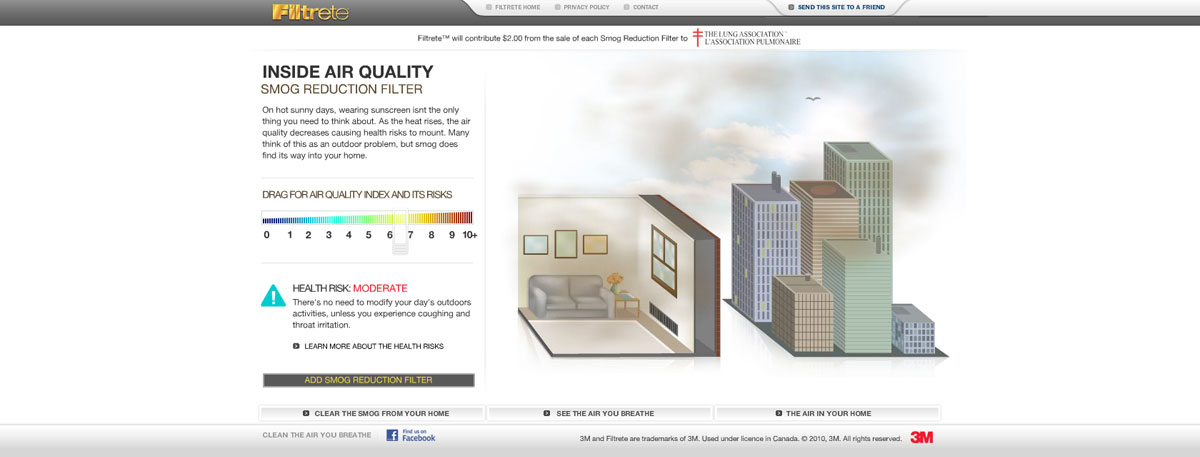 Filtrete
FILTRETE HOME
PRIVACY POLICY
CONTACT
SEND THIS SITE TO A FRIEND
Filtrete™ will contribute $2.00 from the sale of each Smog Reduction Filter to
THE LUNG ASSOCIATION™
L'ASSOCIATION PULMONAIRE
INSIDE AIR QUALITY
SMOG REDUCTION FILTER
On hot sunny days, wearing sunscreen isnt the only
thing you need to think about. As the heat rises, the air
quality decreases causing health risks to mount. Many
think of this as an outdoor problem, but smog does
find its way into your home.
DRAG FOR AIR QUALITY INDEX AND ITS RISKS
0 1 2 3 4 5 6 7 8 9 10+
HEALTH RISK: MODERATE
There's no need to modify your day's outdoors
activities, unless you experience coughing and
throat irritation.
LEARN MORE ABOUT THE HEALTH RISKS
ADD SMOG REDUCTION FILTER
CLEAR THE SMOG FROM YOUR HOME
SEE THE AIR YOU BREATHE
THE AIR IN YOUR HOME
CLEAN THE AIR YOU BREATHE
Find us on
Facebook
3M and Filtrete are trademarks of 3M. Used under licence in Canada. © 2010, 3M. All rights reserved.
3M